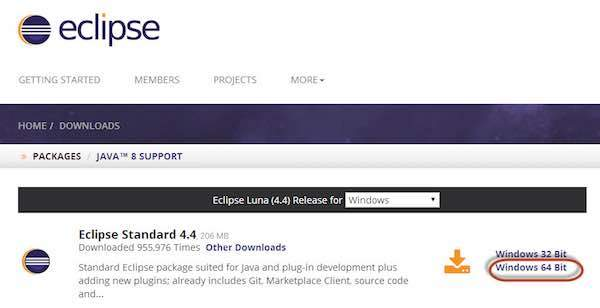 eclipse
GETTING STARTED MEMBERS PROJECTS MORE
HOME / DOWNLOADS
» PACKAGES / JAVA™ 8 SUPPORT
Eclipse Luna (4.4) Release for Windows
Eclipse Standard 4.4, 206 MB
Downloaded 955,976 Times Other Downloads
Windows 32 Bit
Windows 64 Bit
Standard Eclipse package suited for Java and plug-in development plus
adding new plugins; already includes Git, Marketplace Client, source code
and...